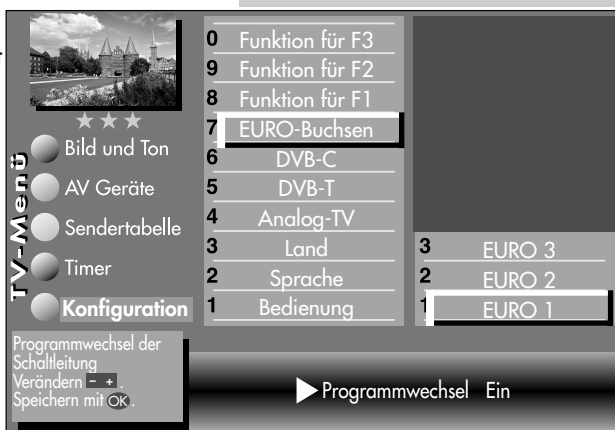 TV-Menü
Bild und Ton
AV Geräte
Sendertabelle
Timer
Konfiguration
0 Funktion für F3
9 Funktion für F2
8 Funktion für F1
7 EURO-Buchsen
6 DVB-C
5 DVB-T
4 Analog-TV
3 Land
2 Sprache
1 Bedienung
3 EURO 3
2 EURO 2
1 EURO 1
Programmwechsel der
Schaltleitung
Verändern - + .
Speichern mit OK .
Programmwechsel Ein